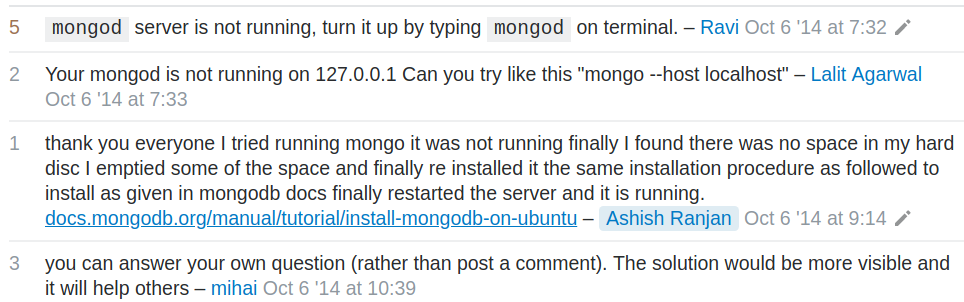 5 mongod server is not running, turn it up by typing mongod on terminal. – Ravi Oct 6 '14 at 7:32
2 Your mongod is not running on 127.0.0.1 Can you try like this "mongo --host localhost" – Lalit Agarwal
Oct 6 '14 at 7:33
1 thank you everyone I tried running mongo it was not running finally I found there was no space in my hard
disc I emptied some of the space and finally re installed it the same installation procedure as followed to
install as given in mongodb docs finally restarted the server and it is running.
docs.mongodb.org/manual/tutorial/install-mongodb-on-ubuntu – Ashish Ranjan Oct 6 '14 at 9:14
3 you can answer your own question (rather than post a comment). The solution would be more visible and
it will help others – mihai Oct 6 '14 at 10:39